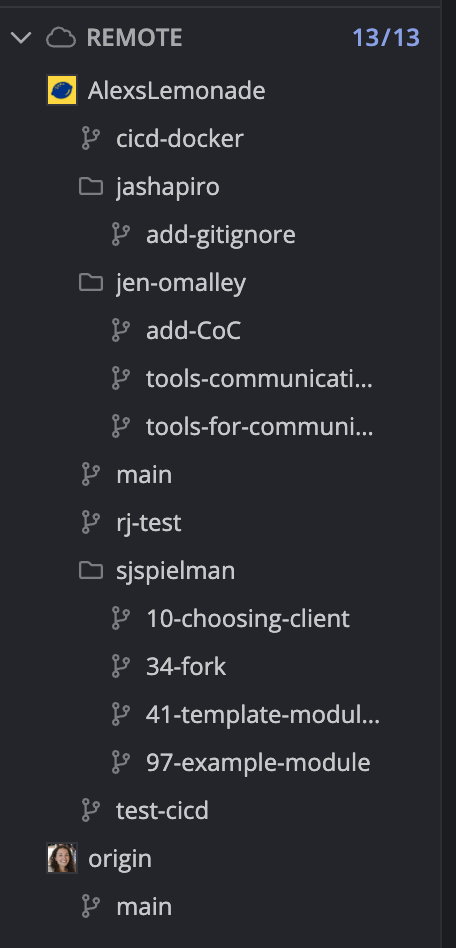 REMOTE 13/13
AlexsLemonade
cicd-docker
jashapiro
add-gitignore
jen-omalley
add-CoC
tools-communicati...
tools-for-communi...
main
rj-test
sjspielman
10-choosing-client
34-fork
41-template-modul...
97-example-module
test-cicd
origin
main